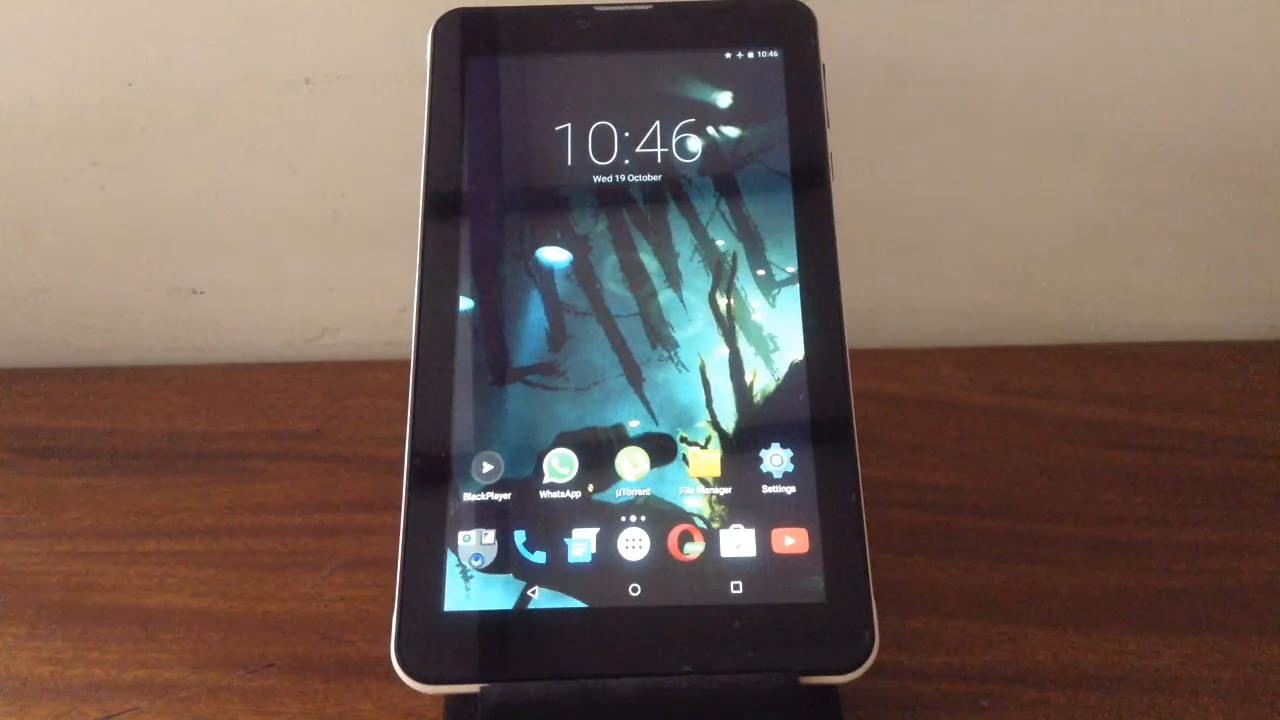 10:46
10:46
Wed 19 October
BlackPlayer
WhatsApp
µTorrent
File Manager
Settings